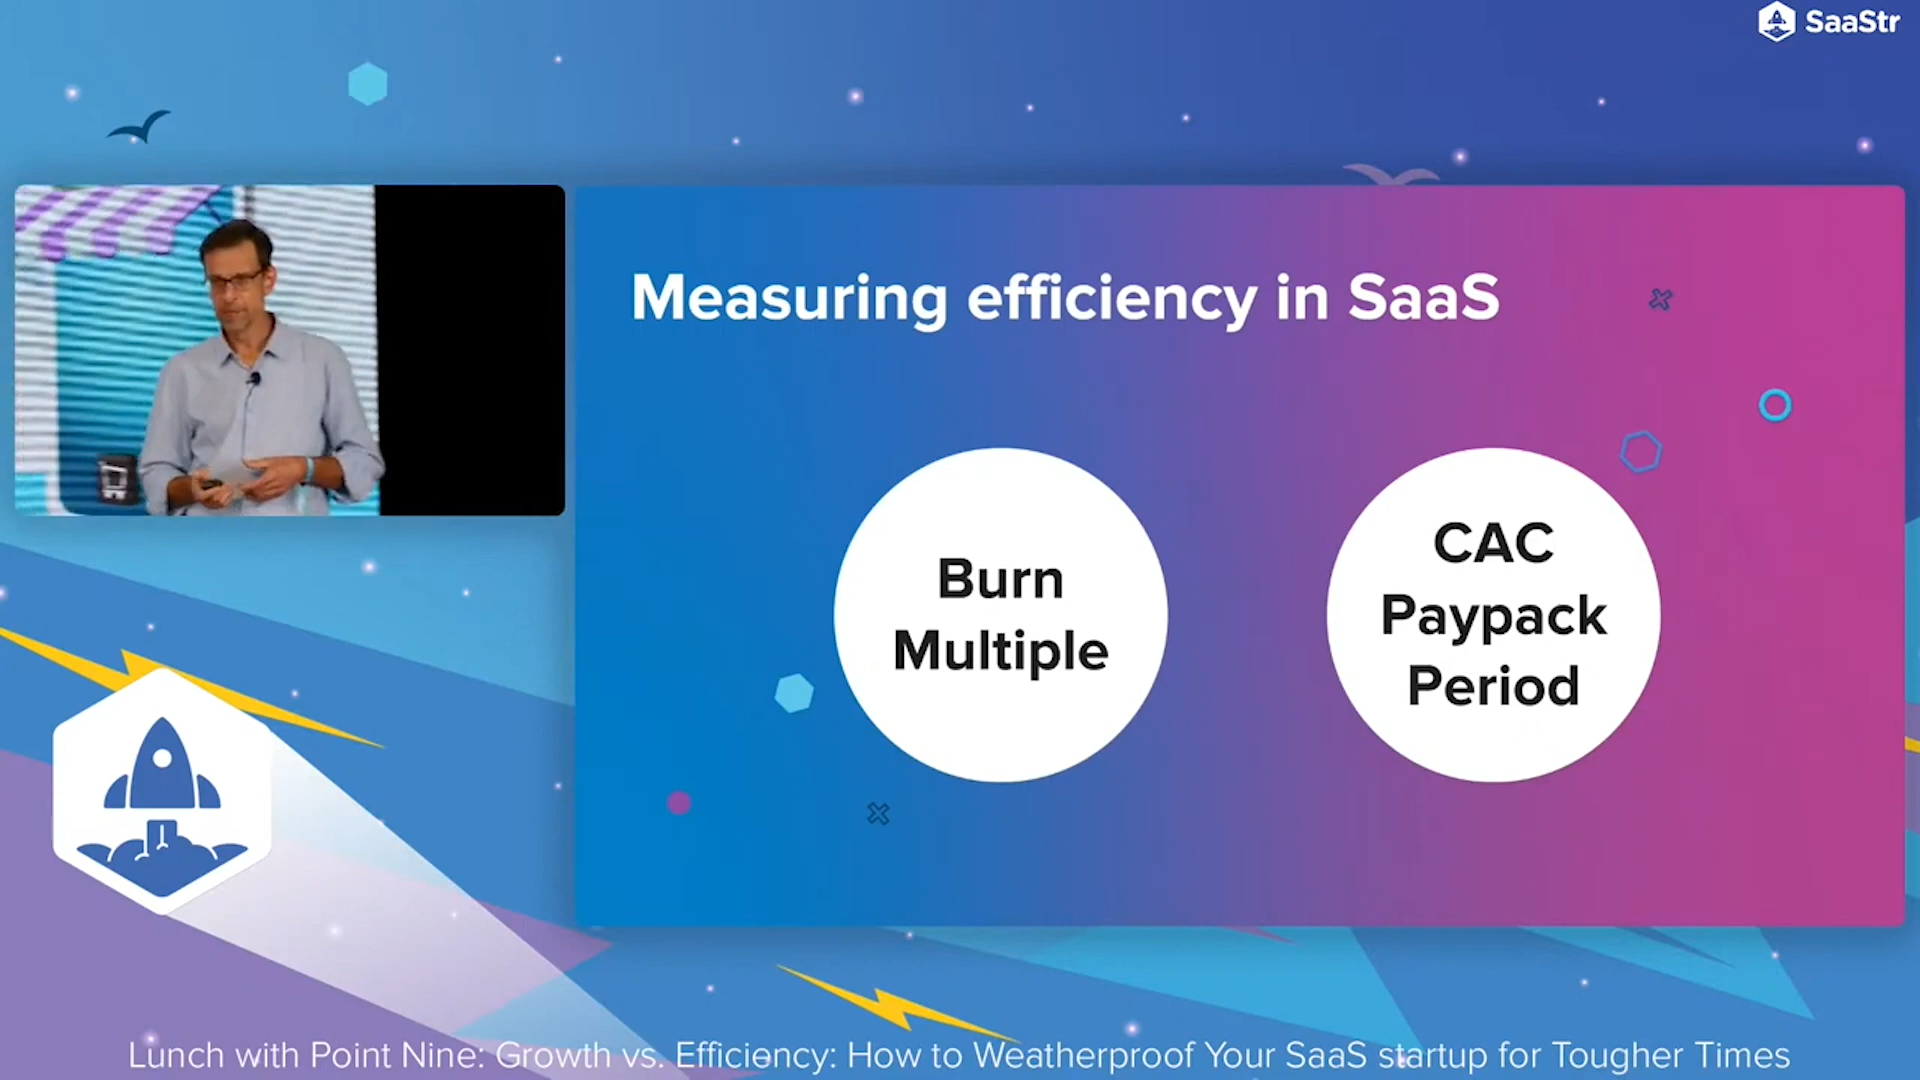 SaaStr
Measuring efficiency in SaaS
Burn
Multiple
CAC
Paypack
Period
Lunch with Point Nine: Growth vs. Efficiency: How to Weatherproof Your SaaS startup for Tougher Times